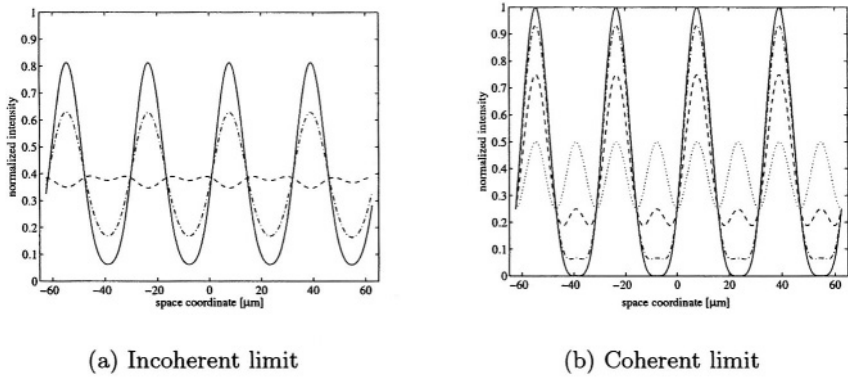 1
0.9
0.8
0.7
0.6
0.5
0.4
0.3
0.2
0.1
0
normalized intensity
−60 −40 −20 0 20 40 60
space coordinate [µm]
(a) Incoherent limit
1
0.9
0.8
0.7
0.6
0.5
0.4
0.3
0.2
0.1
0
normalized intensity
−60 −40 −20 0 20 40 60
space coordinate [µm]
(b) Coherent limit